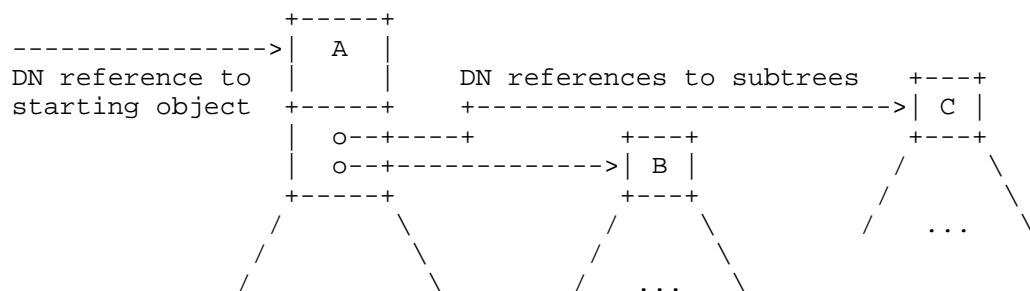 +-----+
---------------->|  A  |
DN reference to  |     |    DN references to subtrees   +---+
starting object  +-----+    +-------------------------->| C |
                 |  o--+----+         +---+             +---+
                 |  o--+------------->| B |            /     \
                 +-----+              +---+           /       \
                /       \            /     \         /   ...   \
               /         \          /       \
              /           \        /   ...   \